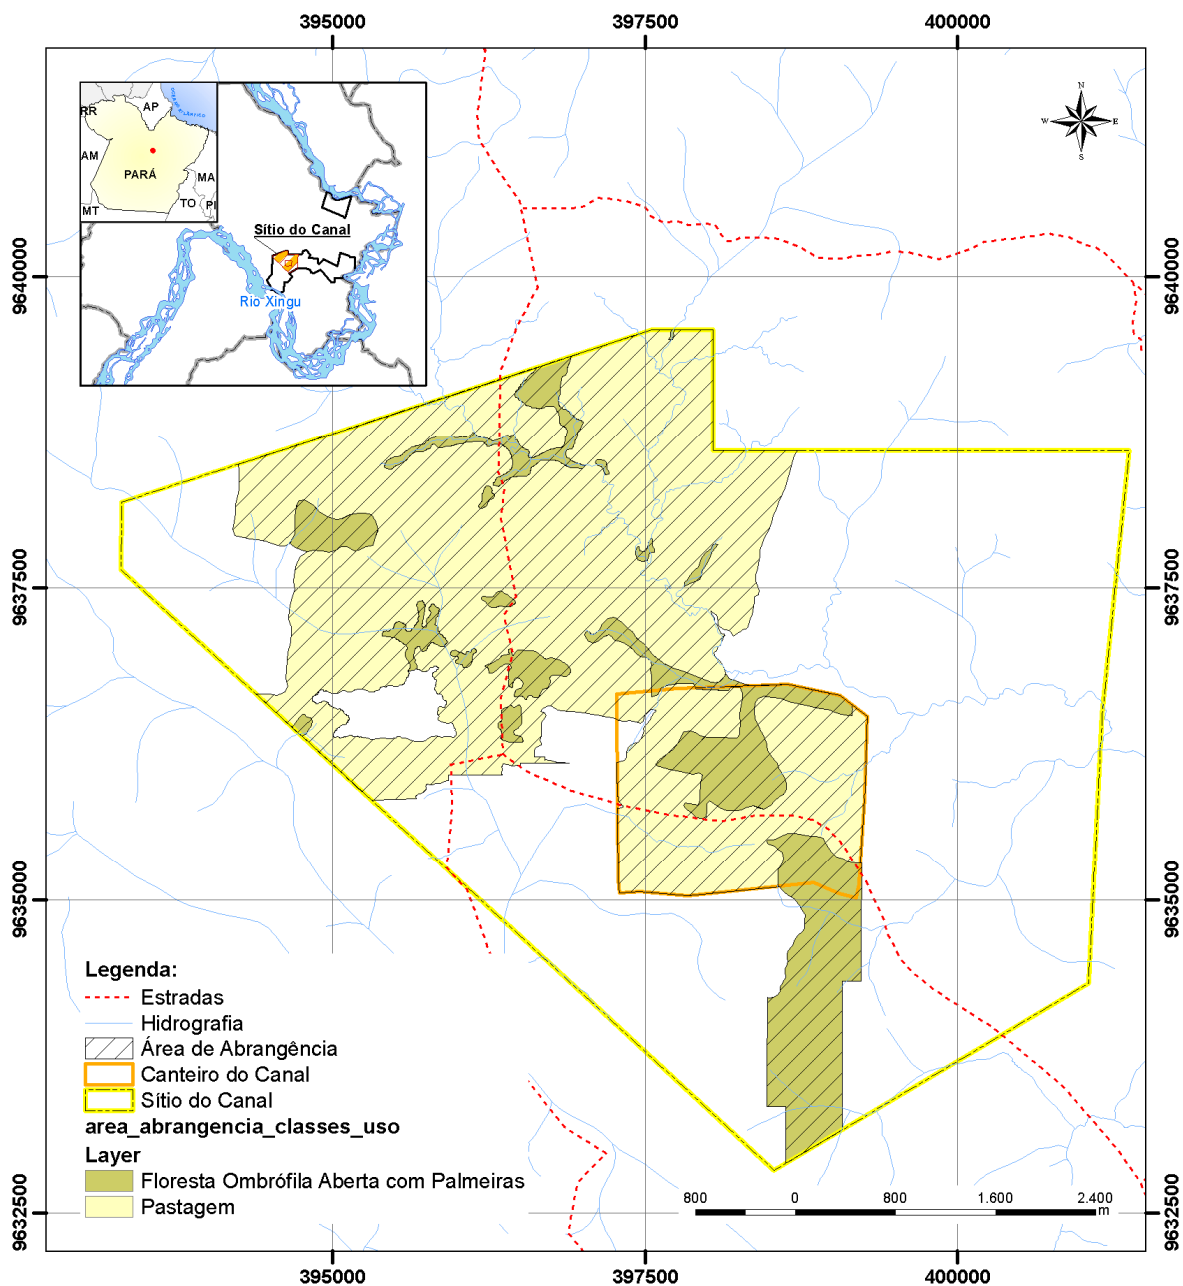 395000
397500
400000
9640000
9637500
9635000
9632500
9640000
9637500
9635000
9632500
395000
397500
400000
N
W
E
S
RR
AP
AM
PARÁ
MA
TO
PI
MT
Sítio do Canal
Rio Xingu
Legenda:
Estradas
Hidrografia
Área de Abrangência
Canteiro do Canal
Sítio do Canal
area_abrangencia_classes_uso
Layer
Floresta Ombrófila Aberta com Palmeiras
Pastagem
800
0
800
1.600
2.400
m